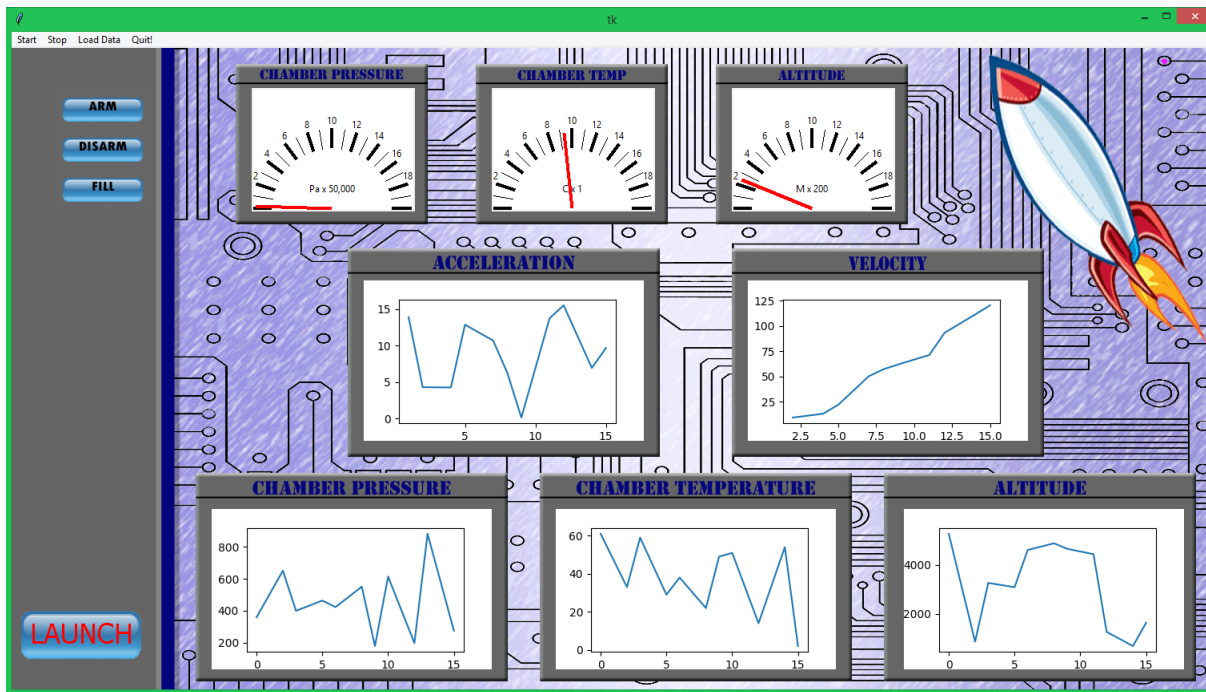 tk
Start Stop Load Data Quit!
ARM
DISARM
FILL
LAUNCH
CHAMBER PRESSURE
2 4 6 8 10 12 14 16 18
Pa x 50,000
CHAMBER TEMP
2 4 6 8 10 12 14 16 18
C x 1
ALTITUDE
2 4 6 8 10 12 14 16 18
M x 200
ACCELERATION
15
10
5
0
5 10 15
VELOCITY
125
100
75
50
25
2.5 5.0 7.5 10.0 12.5 15.0
CHAMBER PRESSURE
800
600
400
200
0 5 10 15
CHAMBER TEMPERATURE
60
40
20
0
0 5 10 15
ALTITUDE
4000
2000
0 5 10 15